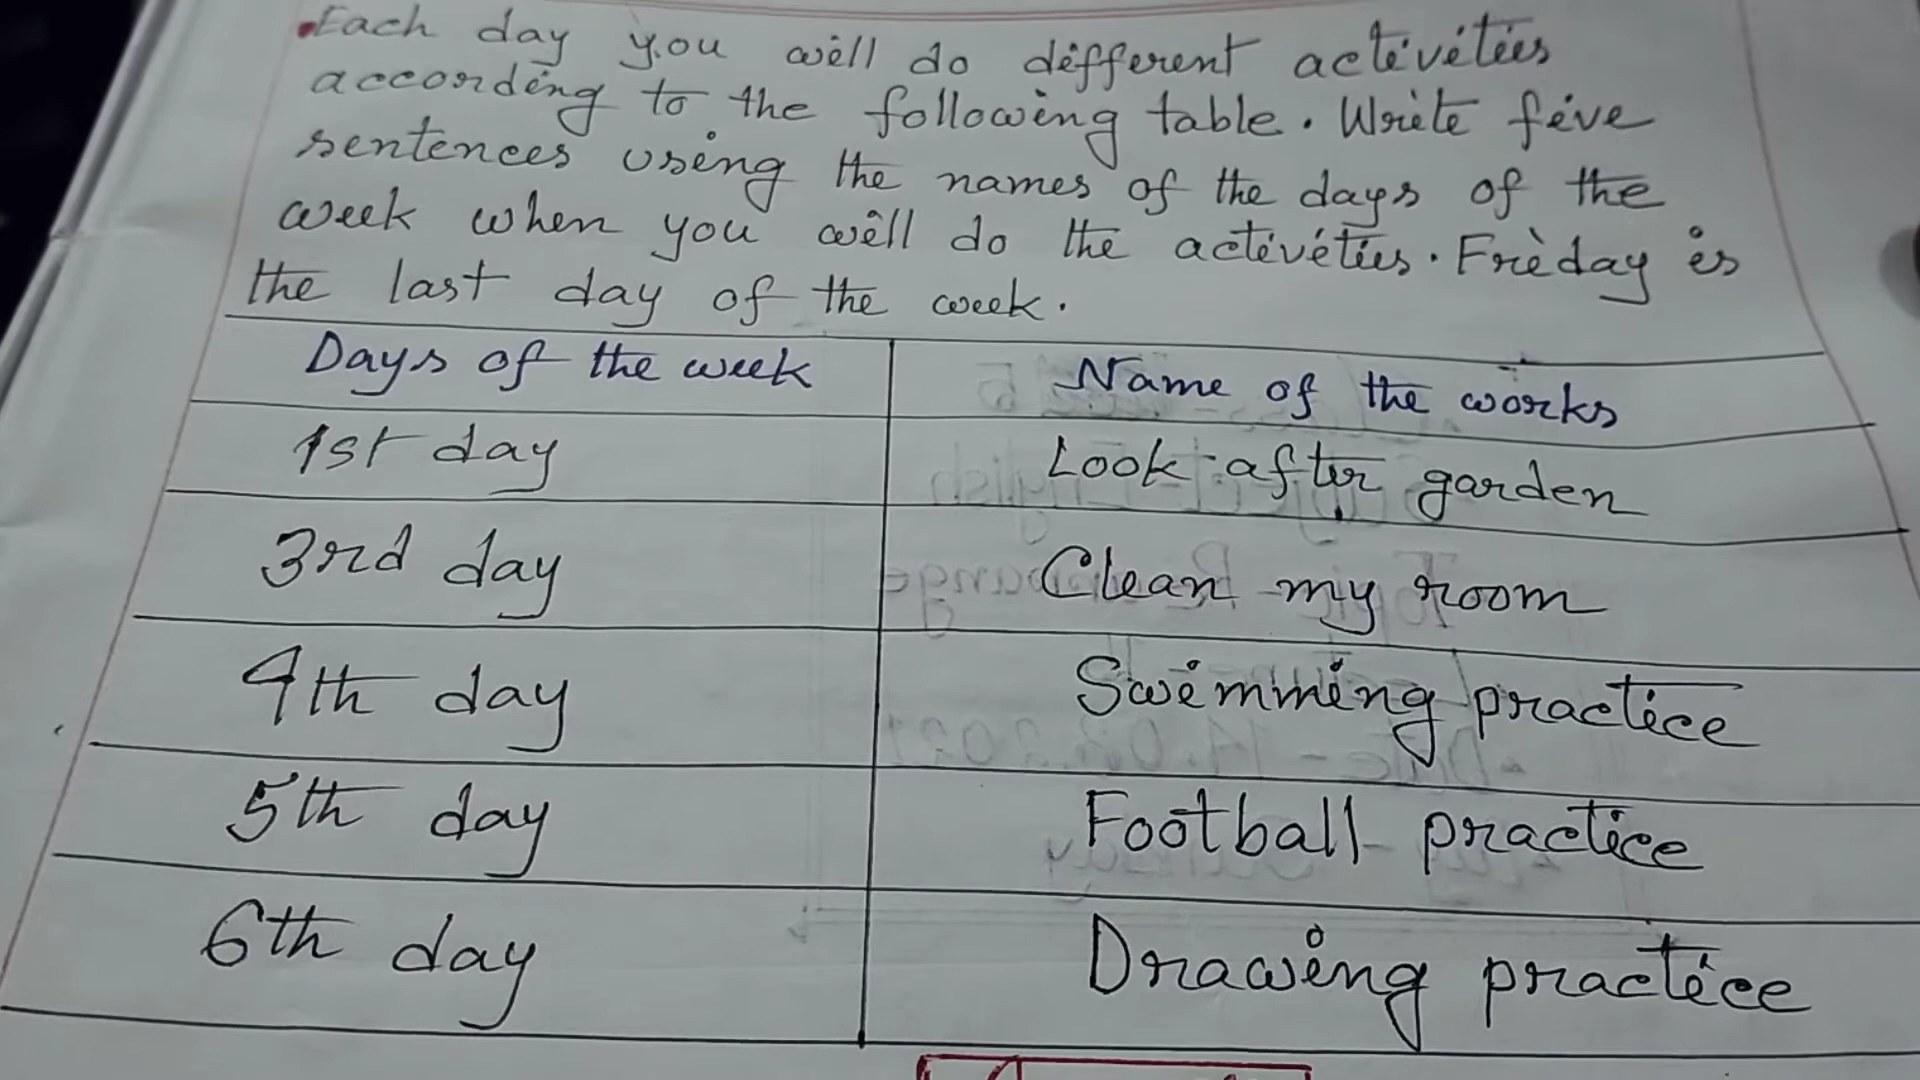 Each day you will do different activities
according to the following table. Write five
sentences using the names of the days of the
week when you will do the activities. Friday is
the last day of the week.
Days of the week Name of the works
1st day Look after garden
3rd day Clean my room
4th day Swimming practice
5th day Football practice
6th day Drawing practice